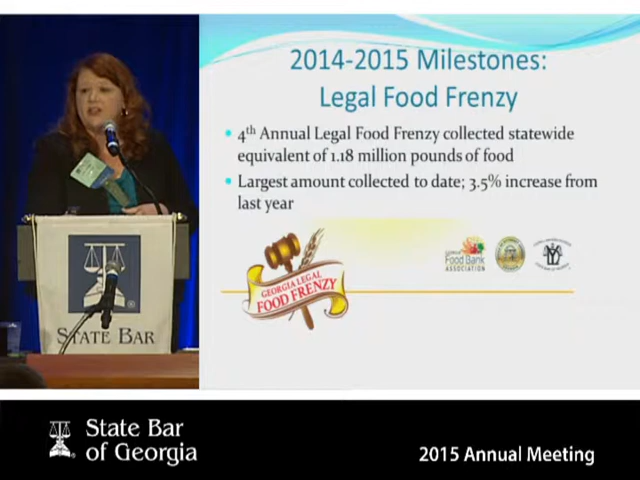 2014-2015 Milestones:
Legal Food Frenzy
• 4th Annual Legal Food Frenzy collected statewide
equivalent of 1.18 million pounds of food
• Largest amount collected to date; 3.5% increase from
last year
GEORGIA LEGAL
FOOD FRENZY
Food Bank
ASSOCIATION
STATE BAR
State Bar
of Georgia
2015 Annual Meeting